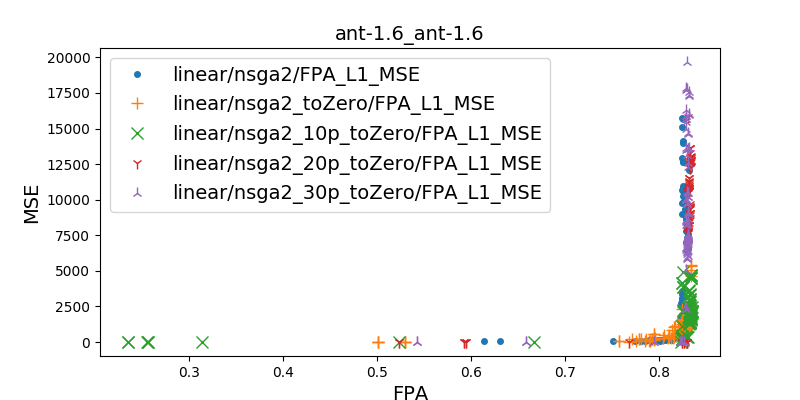 ant-1.6_ant-1.6
20000
17500
15000
12500
10000
7500
5000
2500
0
MSE
linear/nsga2/FPA_L1_MSE
linear/nsga2_toZero/FPA_L1_MSE
linear/nsga2_10p_toZero/FPA_L1_MSE
linear/nsga2_20p_toZero/FPA_L1_MSE
linear/nsga2_30p_toZero/FPA_L1_MSE
0.3 0.4 0.5 0.6 0.7 0.8
FPA